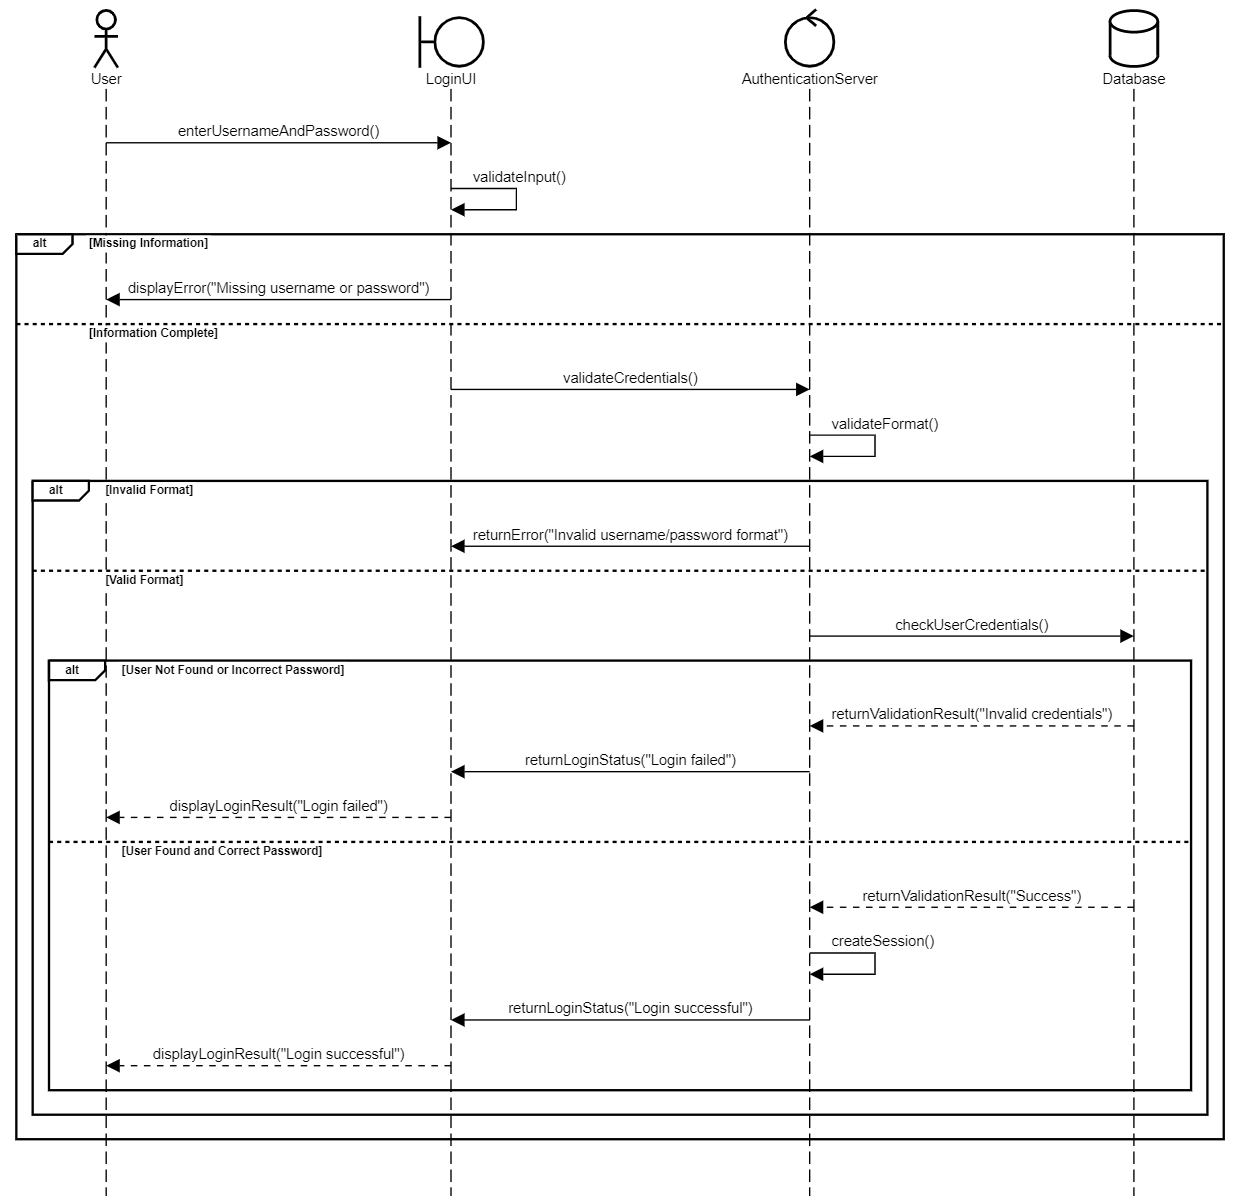 User
LoginUI
AuthenticationServer
Database
enterUsernameAndPassword()
validateInput()
alt
[Missing Information]
displayError("Missing username or password")
[Information Complete]
validateCredentials()
validateFormat()
alt
[Invalid Format]
returnError("Invalid username/password format")
[Valid Format]
checkUserCredentials()
alt
[User Not Found or Incorrect Password]
returnValidationResult("Invalid credentials")
returnLoginStatus("Login failed")
displayLoginResult("Login failed")
[User Found and Correct Password]
returnValidationResult("Success")
createSession()
returnLoginStatus("Login successful")
displayLoginResult("Login successful")